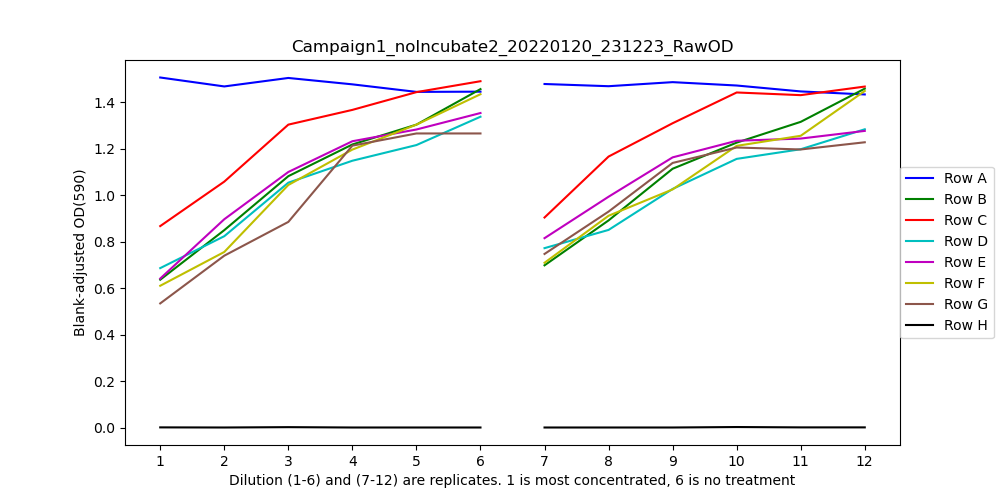 Campaign1_noIncubate2_20220120_231223_RawOD
Blank-adjusted OD(590)
1.4
1.2
1.0
0.8
0.6
0.4
0.2
0.0
1 2 3 4 5 6 7 8 9 10 11 12
Dilution (1-6) and (7-12) are replicates. 1 is most concentrated, 6 is no treatment
Row A
Row B
Row C
Row D
Row E
Row F
Row G
Row H